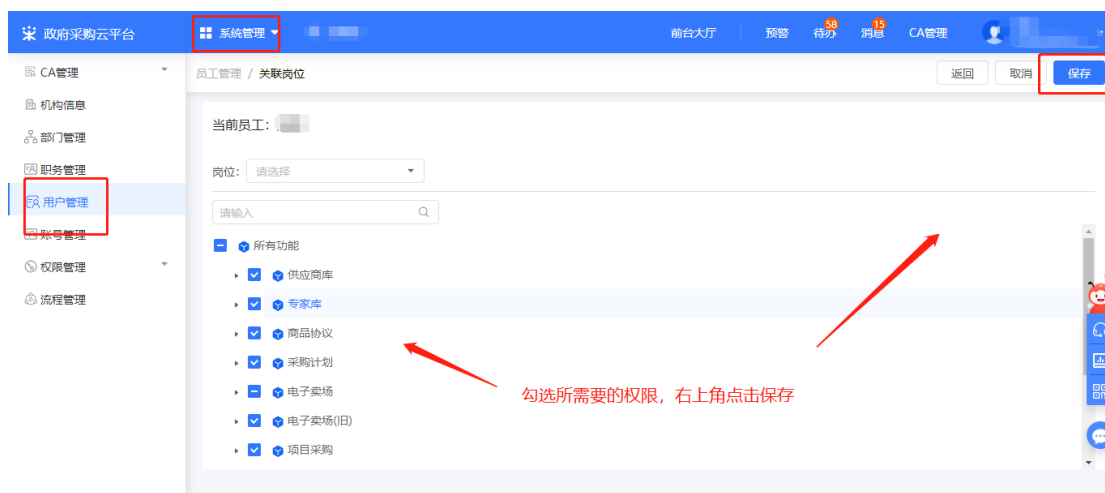 政府采购云平台 系统管理 前台大厅 预警 待办 58 消息 15 CA管理
CA管理
机构信息
部门管理
职务管理
用户管理
账号管理
权限管理
流程管理
员工管理 / 关联岗位 返回 取消 保存
当前员工：
岗位： 请选择
请输入
所有功能
供应商库
专家库
商品协议
采购计划
电子卖场
电子卖场(旧)
项目采购
勾选所需要的权限，右上角点击保存